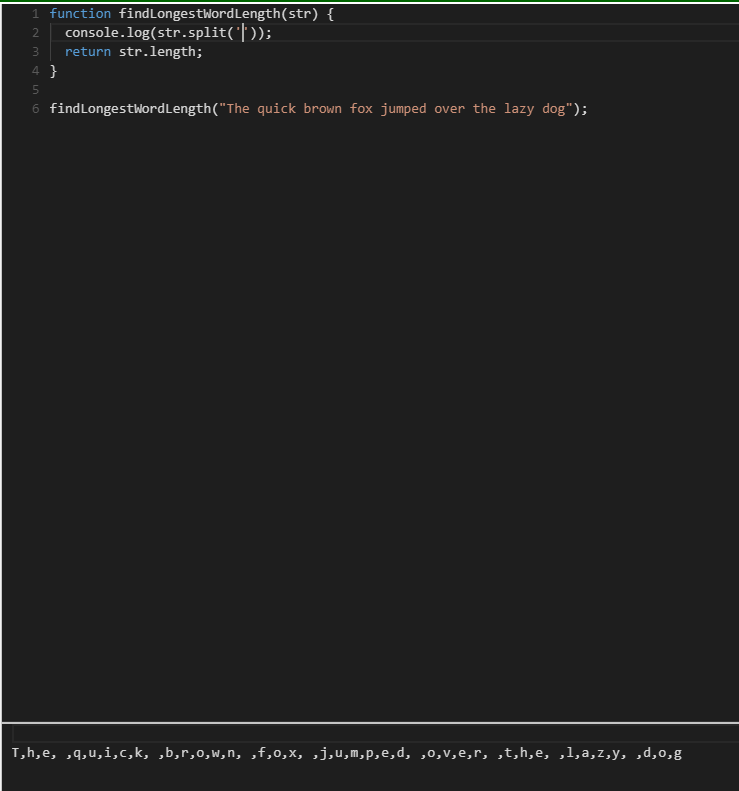 1 function findLongestWordLength(str) {
2   console.log(str.split(''));
3   return str.length;
4 }
5
6 findLongestWordLength("The quick brown fox jumped over the lazy dog");
T,h,e, ,q,u,i,c,k, ,b,r,o,w,n, ,f,o,x, ,j,u,m,p,e,d, ,o,v,e,r, ,t,h,e, ,l,a,z,y, ,d,o,g